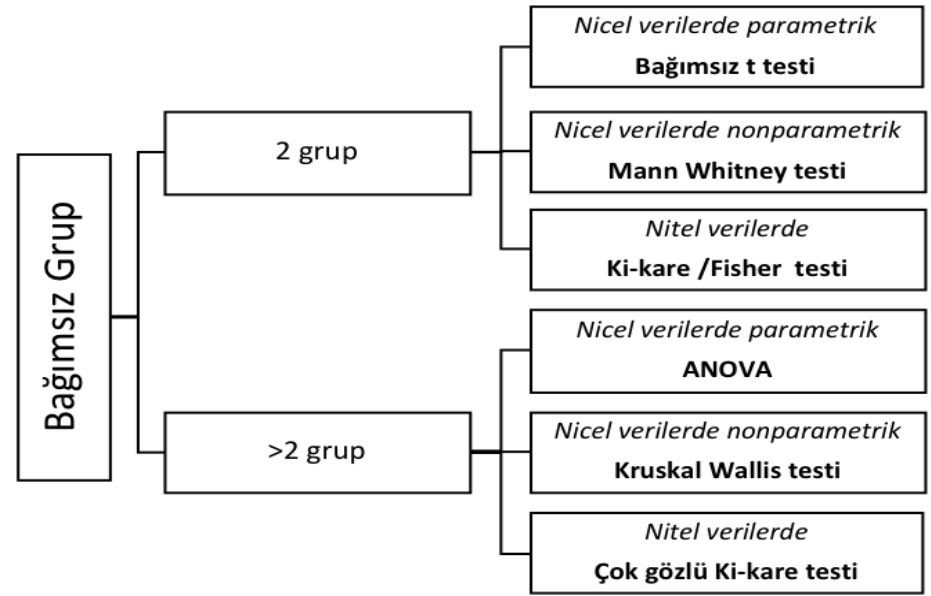 Bağımsız Grup
2 grup
Nicel verilerde parametrik
Bağımsız t testi
Nicel verilerde nonparametrik
Mann Whitney testi
Nitel verilerde
Ki-kare /Fisher  testi
>2 grup
Nicel verilerde parametrik
ANOVA
Nicel verilerde nonparametrik
Kruskal Wallis testi
Nitel verilerde
Çok gözlü Ki-kare testi